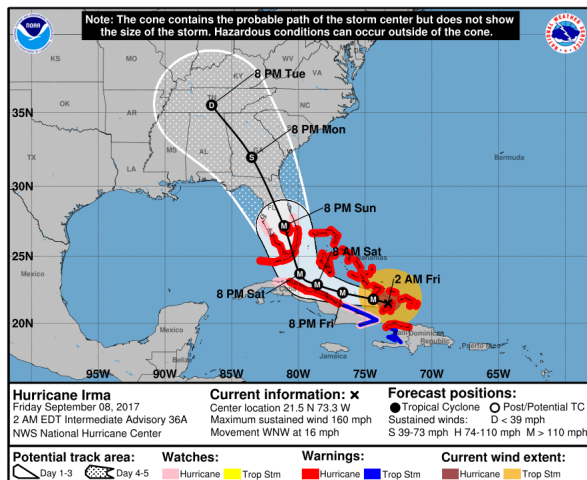 Note: The cone contains the probable path of the storm center but does not show
the size of the storm. Hazardous conditions can occur outside of the cone.
NOAA
KS
KY
WV
VA
8 PM Tue
TN
NC
35N
OK
AR
8 PM Mon
SC
MS
AL
GA
TX
LA
Bermuda
30N
FL
8 PM Sun
25N
8 AM Sat
Bahamas
2 AM Fri
Mexico
8 PM Sat
Cuba
8 PM Fri
20N
Mexico
Dominican
Republic
Puerto Rico
Jamaica
Belize
95W
90W
85W
80W
75W
70W
65W
60W
D
S
M
M
M
M
M
Hurricane Irma
Friday September 08, 2017
2 AM EDT Intermediate Advisory 36A
NWS National Hurricane Center
Current information: ×
Center location 21.5 N 73.3 W
Maximum sustained wind 160 mph
Movement WNW at 16 mph
Forecast positions:
Tropical Cyclone Post/Potential TC
Sustained winds: D < 39 mph
S 39-73 mph H 74-110 mph M > 110 mph
Potential track area:
Day 1-3 Day 4-5
Watches:
Hurricane Trop Stm
Warnings:
Hurricane Trop Stm
Current wind extent:
Hurricane Trop Stm